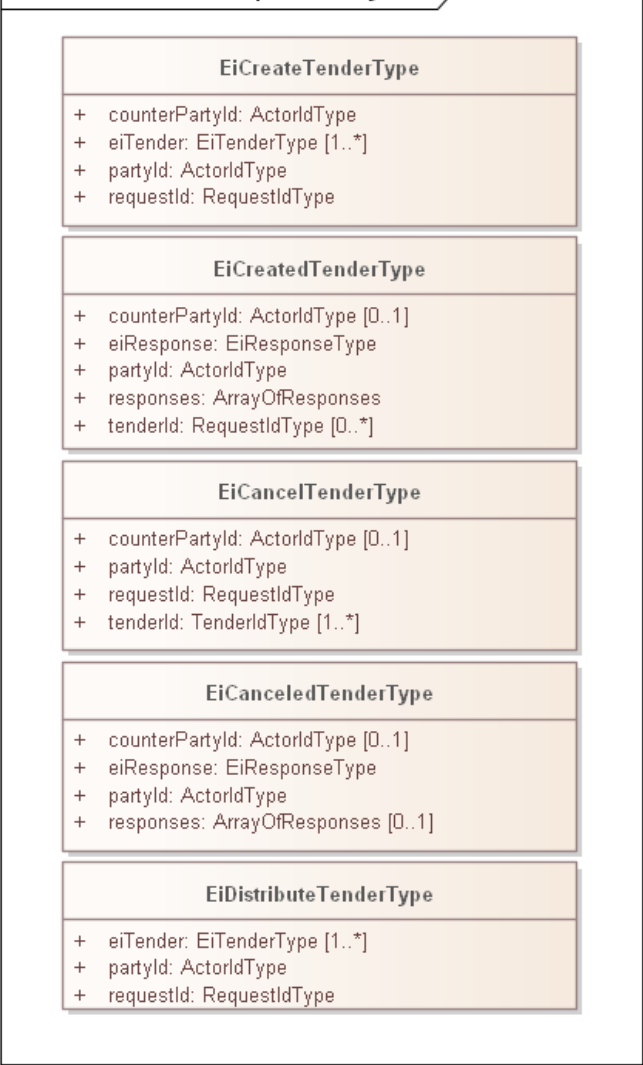 EiCreateTenderType
+ counterPartyId: ActorIdType
+ eiTender: EiTenderType [1..*]
+ partyId: ActorIdType
+ requestId: RequestIdType
EiCreatedTenderType
+ counterPartyId: ActorIdType [0..1]
+ eiResponse: EiResponseType
+ partyId: ActorIdType
+ responses: ArrayOfResponses
+ tenderId: RequestIdType [0..*]
EiCancelTenderType
+ counterPartyId: ActorIdType [0..1]
+ partyId: ActorIdType
+ requestId: RequestIdType
+ tenderId: TenderIdType [1..*]
EiCanceledTenderType
+ counterPartyId: ActorIdType [0..1]
+ eiResponse: EiResponseType
+ partyId: ActorIdType
+ responses: ArrayOfResponses [0..1]
EiDistributeTenderType
+ eiTender: EiTenderType [1..*]
+ partyId: ActorIdType
+ requestId: RequestIdType